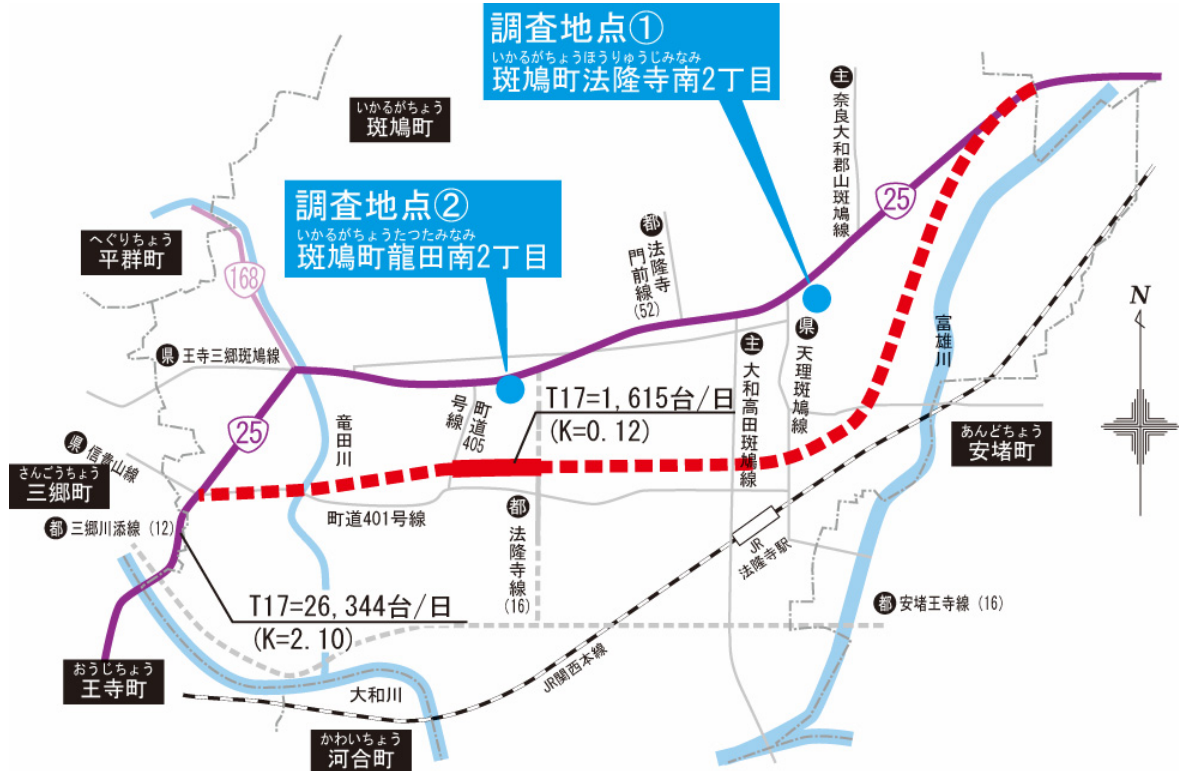 調査地点①
いかるがちょうほうりゅうじみなみ
斑鳩町法隆寺南2丁目
いかるがちょう
斑鳩町
主 奈良大和郡山斑鳩線
25
調査地点②
いかるがちょうたつたみなみ
斑鳩町龍田南2丁目
へぐりちょう
平群町
168
都 法隆寺
門前線
(52)
N
富雄川
県 王寺三郷斑鳩線
主 大和高田斑鳩線
県 天理斑鳩線
町道405
号線
T17=1,615台/日
(K=0.12)
25
竜田川
あんどちょう
安堵町
県 信貴山線
さんごうちょう
三郷町
都 三郷川添線(12)
町道401号線
都 法隆寺線
(16)
JR
法隆寺駅
T17=26,344台/日
(K=2.10)
都 安堵王寺線(16)
おうじちょう
王寺町
大和川
JR関西本線
かわいちょう
河合町